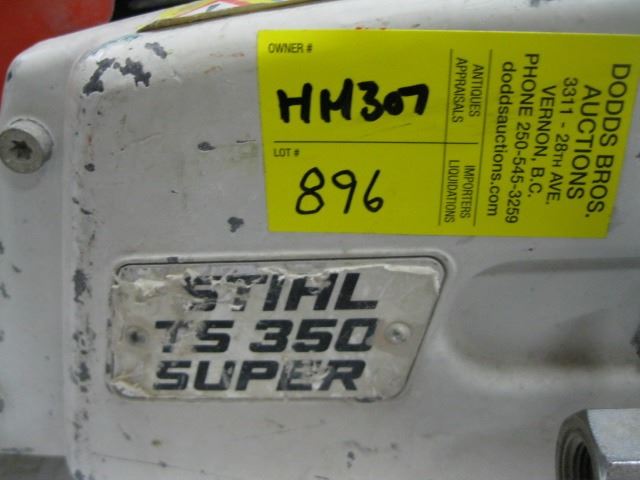 OWNER #
HM307
LOT #
896
ANTIQUES
APPRAISALS
IMPORTERS
LIQUIDATIONS
DODDS BROS.
AUCTIONS
3311 - 28TH AVE.
VERNON, B.C.
PHONE 250-545-3259
doddsauctions.com
STIHL
TS 350
SUPER